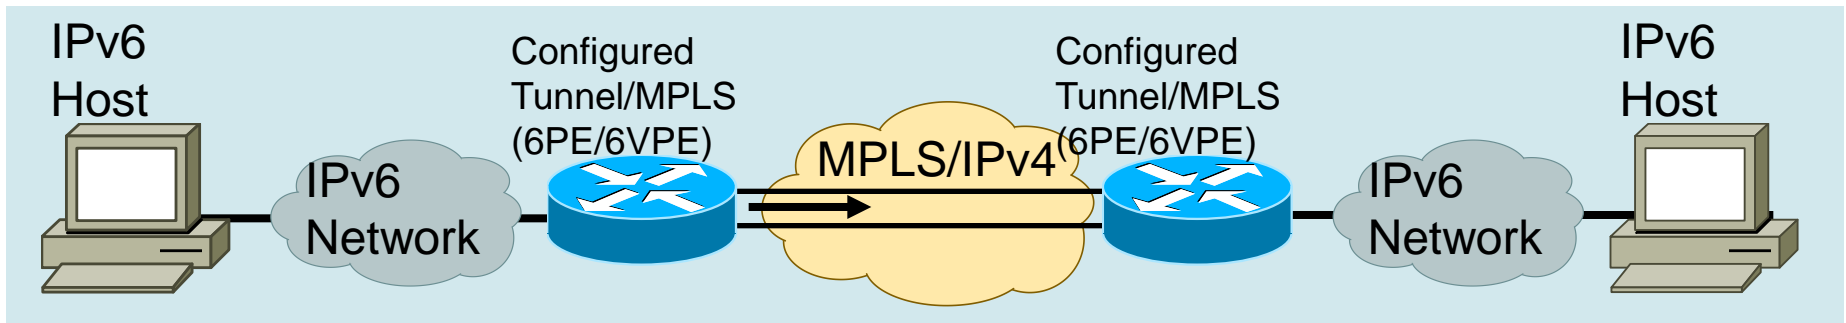 IPv6
Host
Configured
Tunnel/MPLS
(6PE/6VPE)
IPv6
Network
MPLS/IPv4
Configured
Tunnel/MPLS
(6PE/6VPE)
IPv6
Network
IPv6
Host